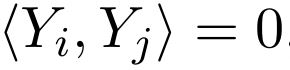 ⟨Y_i, Y_j⟩ = 0.